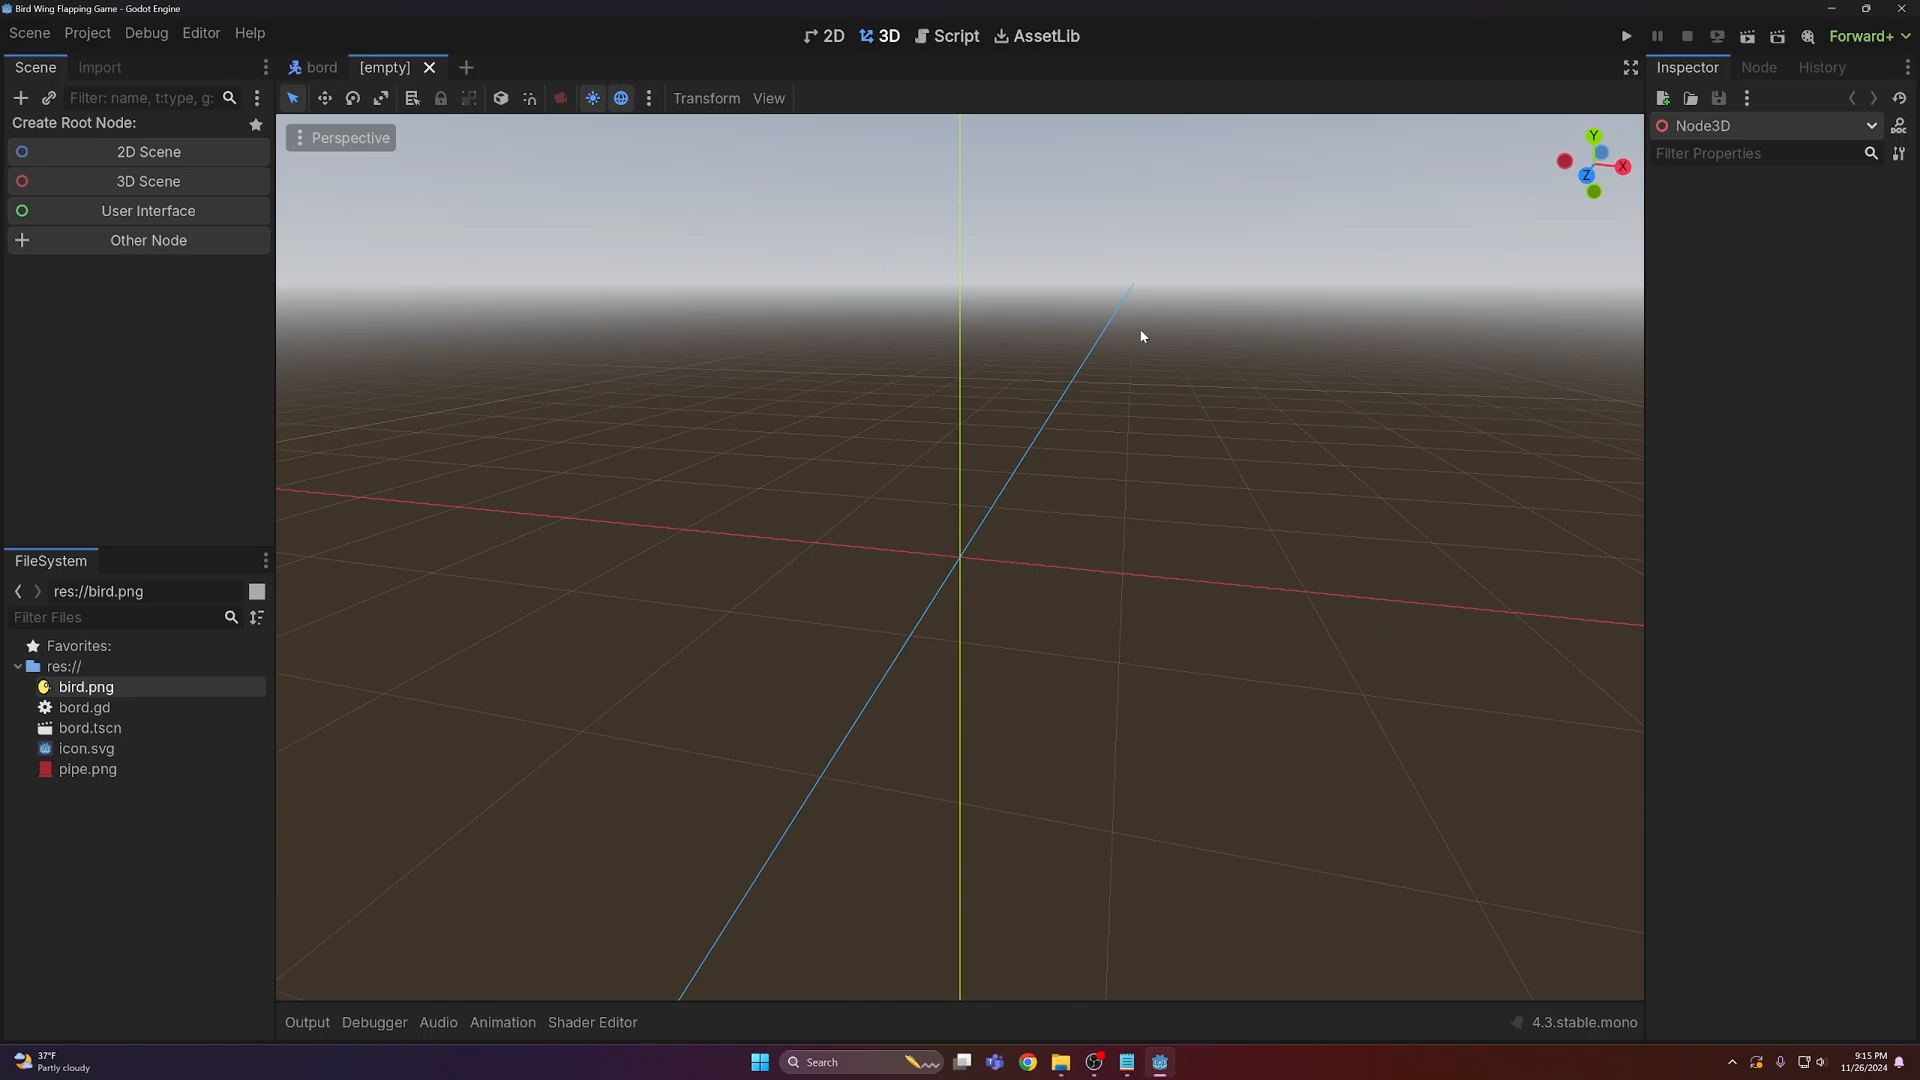 Bird Wing Flapping Game - Godot Engine
Scene Project Debug Editor Help
2D 3D Script AssetLib
Forward+
Scene Import
bord [empty]
Inspector Node History
Filter: name, t:type, g:
Transform View
Create Root Node:
Node3D
DOC
2D Scene
Perspective
Filter Properties
Y
X
Z
3D Scene
User Interface
Other Node
FileSystem
res://bird.png
Filter Files
Favorites:
res://
bird.png
bord.gd
bord.tscn
icon.svg
pipe.png
Output Debugger Audio Animation Shader Editor
4.3.stable.mono
37°F
Partly cloudy
Search
9:15 PM
11/26/2024